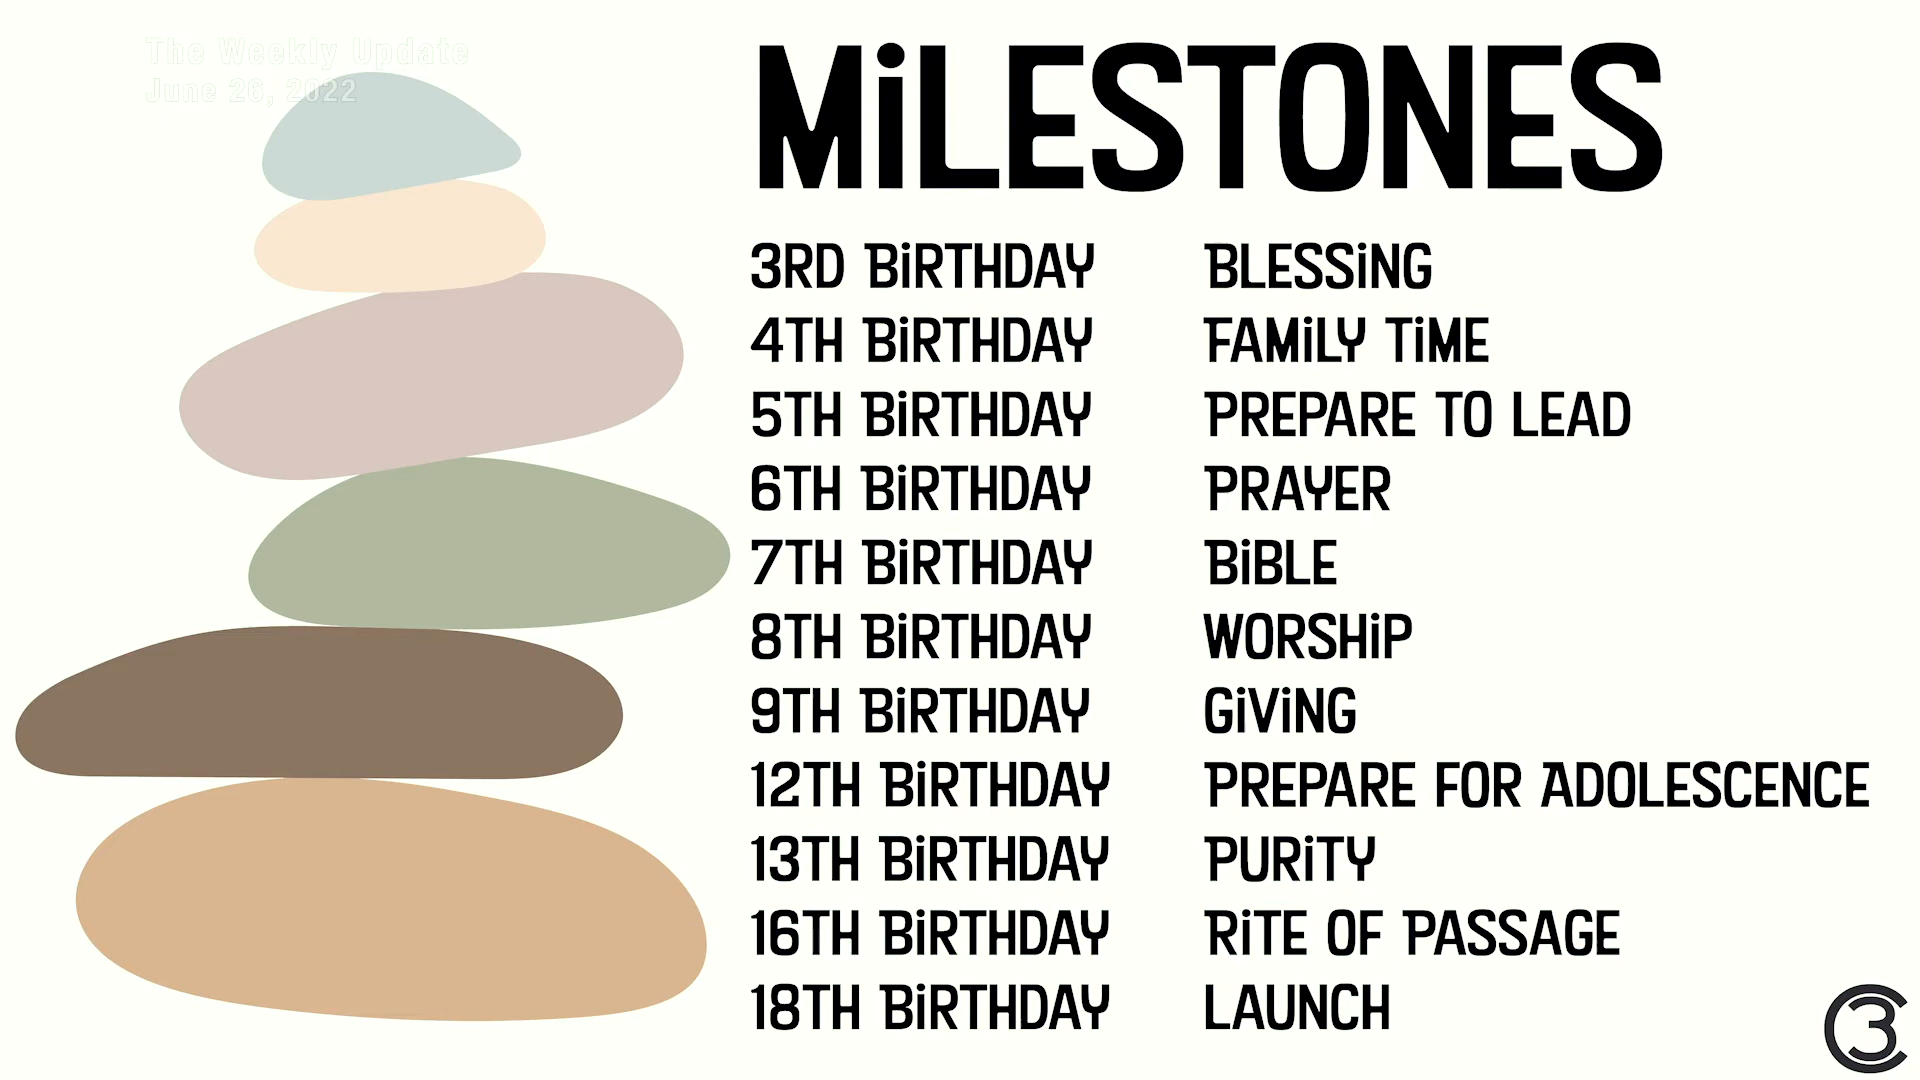 The Weekly Update
June 26, 2022
MiLESTONES
3RD BiRTHDAY BLESSiNG
4TH BiRTHDAY FAMiLY TiME
5TH BiRTHDAY PREPARE TO LEAD
6TH BiRTHDAY PRAYER
7TH BiRTHDAY BiBLE
8TH BiRTHDAY WORSHiP
9TH BiRTHDAY GiViNG
12TH BiRTHDAY PREPARE FOR ADOLESCENCE
13TH BiRTHDAY PURiTY
16TH BiRTHDAY RiTE OF PASSAGE
18TH BiRTHDAY LAUNCH
C3